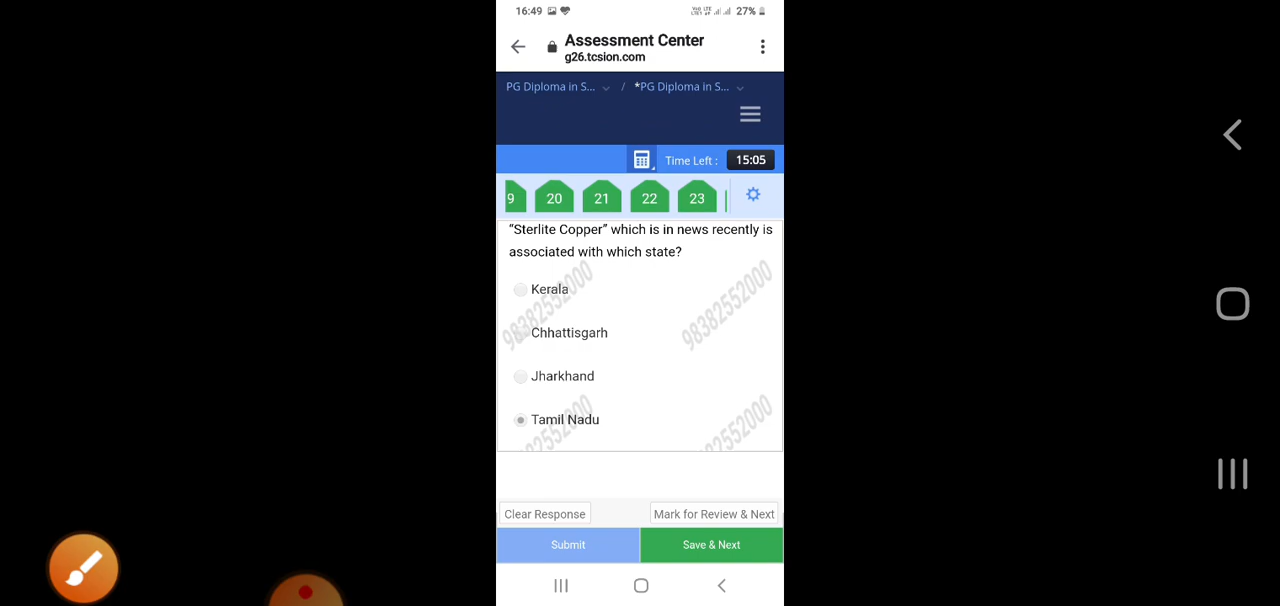 16:49 27%
Assessment Center
g26.tcsion.com
PG Diploma in S... / *PG Diploma in S...
Time Left : 15:05
9 20 21 22 23
“Sterlite Copper” which is in news recently is
associated with which state?
Kerala
Chhattisgarh
Jharkhand
Tamil Nadu
98382552000 98382552000
Clear Response Mark for Review & Next
Submit Save & Next